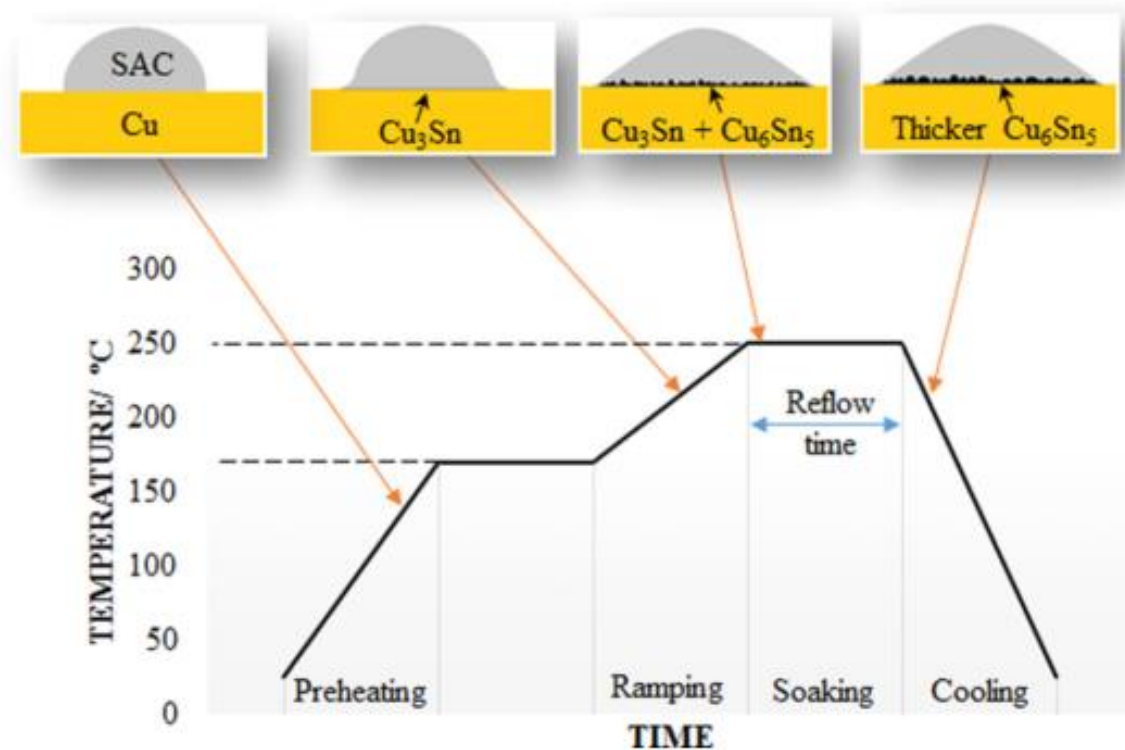 SAC
Cu
Cu₃Sn
Cu₃Sn + Cu₆Sn₅
Thicker Cu₆Sn₅
300
250
200
150
100
50
0
TEMPERATURE/ °C
Reflow
time
Preheating
Ramping
Soaking
Cooling
TIME